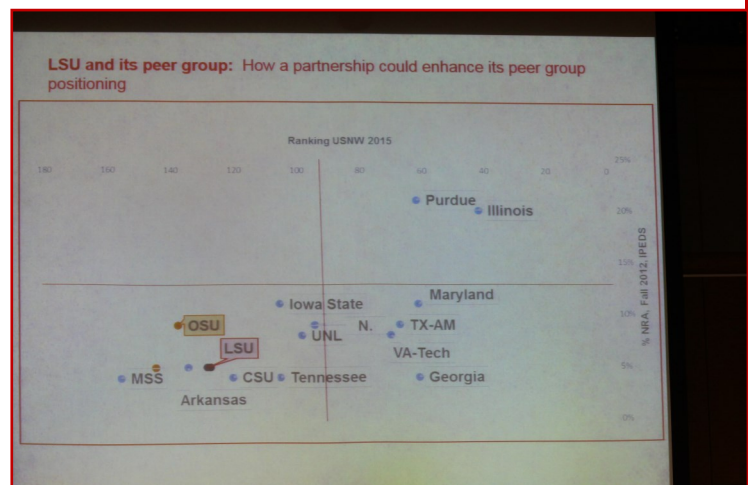 LSU and its peer group: How a partnership could enhance its peer group
positioning
Ranking USNW 2015
180 160 140 120 100 80 60 40 20 0
25%
20%
15%
10%
5%
0%
% NRA, Fall 2012, IPEDS
Purdue
Illinois
Iowa State
Maryland
OSU
UNL
N.
TX-AM
LSU
VA-Tech
MSS
CSU
Tennessee
Georgia
Arkansas